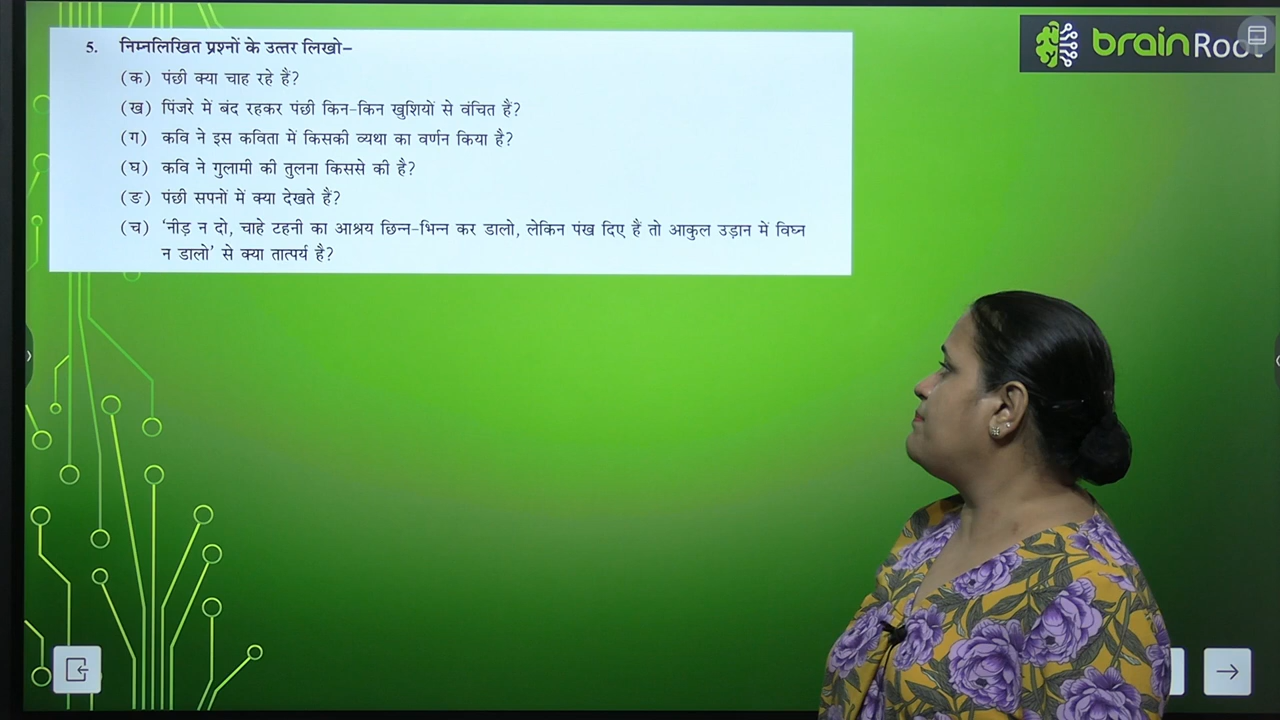 brainRoot
5. निम्नलिखित प्रश्नों के उत्तर लिखो–
(क) पंछी क्या चाह रहे हैं?
(ख) पिंजरे में बंद रहकर पंछी किन-किन खुशियों से वंचित हैं?
(ग) कवि ने इस कविता में किसकी व्यथा का वर्णन किया है?
(घ) कवि ने गुलामी की तुलना किससे की है?
(ङ) पंछी सपनों में क्या देखते हैं?
(च) ‘नीड़ न दो, चाहे टहनी का आश्रय छिन्न-भिन्न कर डालो, लेकिन पंख दिए हैं तो आकुल उड़ान में विघ्न
न डालो’ से क्या तात्पर्य है?